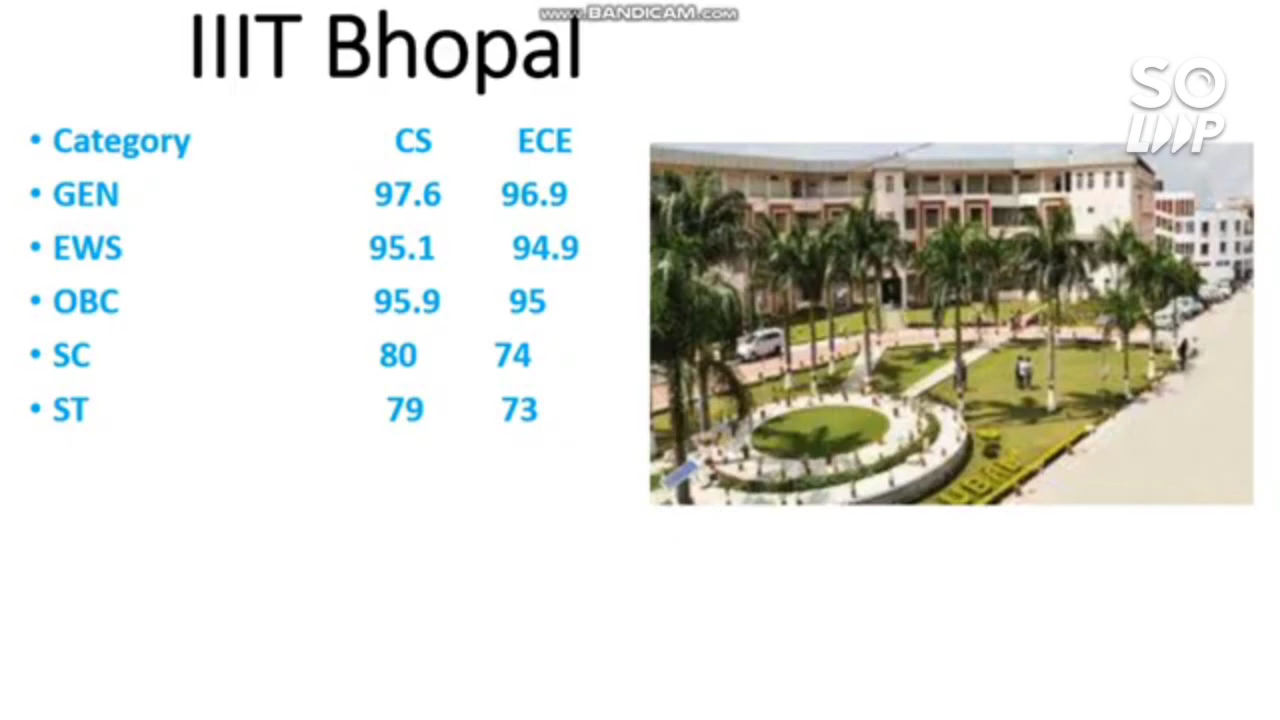 www.BANDICAM.com
IIIT Bhopal
SO
LIIP
• Category CS ECE
• GEN 97.6 96.9
• EWS 95.1 94.9
• OBC 95.9 95
• SC 80 74
• ST 79 73